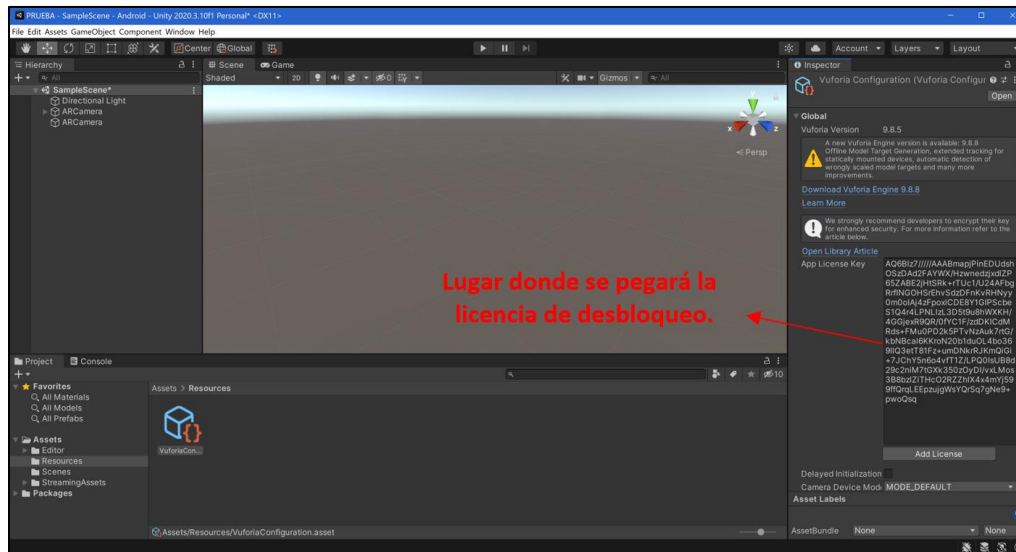 PRUEBA - SampleScene - Android - Unity 2020.3.10f1 Personal* <DX11>
File Edit Assets GameObject Component Window Help
Center Global
Account Layers Layout
Hierarchy
All
SampleScene*
Directional Light
ARCamera
ARCamera
Scene Game
Shaded 2D 0 Gizmos All
y
x z
Persp
Lugar donde se pegará la
licencia de desbloqueo.
Inspector
Vuforia Configuration (Vuforia Configur
Open
Global
Vuforia Version 9.8.5
A new Vuforia Engine version is available: 9.8.8
Offline Model Target Generation, extended tracking for
statically mounted devices, automatic detection of
wrongly scaled model targets and many more
improvements.
Download Vuforia Engine 9.8.8
Learn More
We strongly recommend developers to encrypt their key
for enhanced security. For more information refer to the
article below.
Open Library Article
App License Key
Add License
Delayed Initialization
Camera Device Mode MODE_DEFAULT
Asset Labels
AssetBundle None None
Project Console
10
Favorites
All Materials
All Models
All Prefabs
Assets
Editor
Resources
Scenes
StreamingAssets
Packages
Assets > Resources
VuforiaCon...
Assets/Resources/VuforiaConfiguration.asset